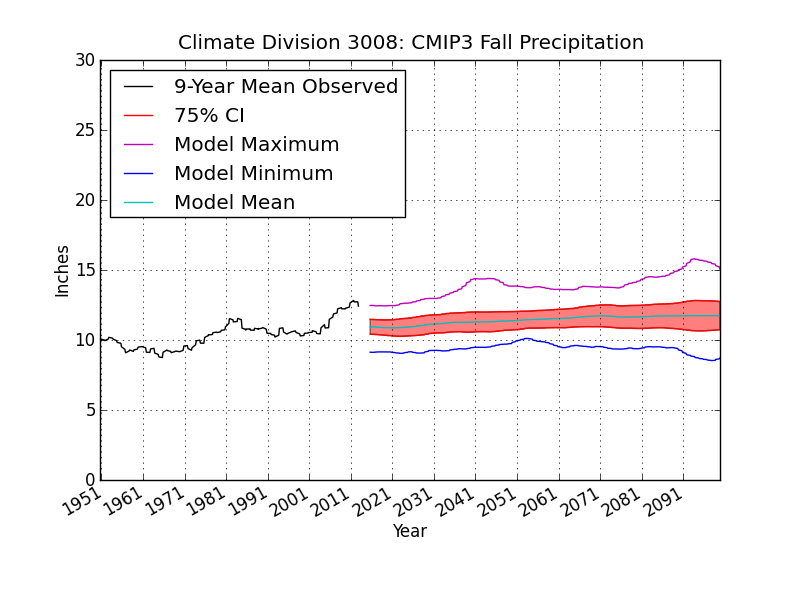 Climate Division 3008: CMIP3 Fall Precipitation
30
25
20
15
10
5
0
Inches
9-Year Mean Observed
75% CI
Model Maximum
Model Minimum
Model Mean
1951 1961 1971 1981 1991 2001 2011 2021 2031 2041 2051 2061 2071 2081 2091
Year